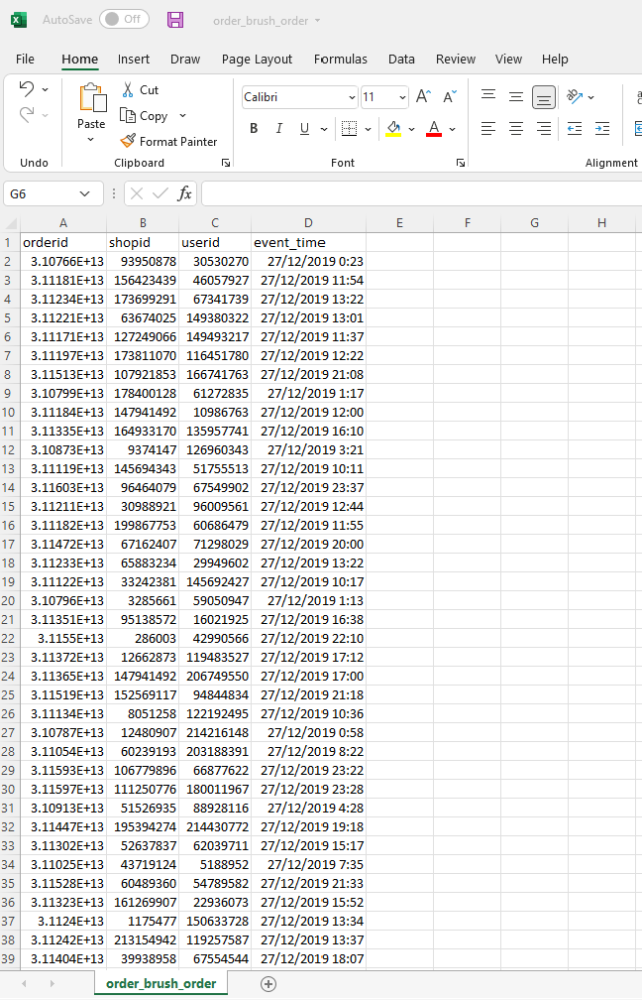 AutoSave Off order_brush_order
File Home Insert Draw Page Layout Formulas Data Review View Help
Paste Cut Calibri 11
Copy B I U A
Format Painter
Undo Clipboard Font Alignment
G6 fx
A B C D E F G H
1 orderid shopid userid event_time
2 3.10766E+13 93950878 30530270 27/12/2019 0:23
3 3.11181E+13 156423439 46057927 27/12/2019 11:54
4 3.11234E+13 173699291 67341739 27/12/2019 13:22
5 3.11221E+13 63674025 149380322 27/12/2019 13:01
6 3.11171E+13 127249066 149493217 27/12/2019 11:37
7 3.11197E+13 173811070 116451780 27/12/2019 12:22
8 3.11513E+13 107921853 166741763 27/12/2019 21:08
9 3.10799E+13 178400128 61272835 27/12/2019 1:17
10 3.11184E+13 147941492 10986763 27/12/2019 12:00
11 3.11335E+13 164933170 135957741 27/12/2019 16:10
12 3.10873E+13 9374147 126960343 27/12/2019 3:21
13 3.11119E+13 145694343 51755513 27/12/2019 10:11
14 3.11603E+13 96464079 67549902 27/12/2019 23:37
15 3.11211E+13 30988921 96009561 27/12/2019 12:44
16 3.11182E+13 199867753 60686479 27/12/2019 11:55
17 3.11472E+13 67162407 71298029 27/12/2019 20:00
18 3.11233E+13 65883234 29949602 27/12/2019 13:22
19 3.11122E+13 33242381 145692427 27/12/2019 10:17
20 3.10796E+13 3285661 59050947 27/12/2019 1:13
21 3.11351E+13 95138572 16021925 27/12/2019 16:38
22 3.1155E+13 286003 42990566 27/12/2019 22:10
23 3.11372E+13 12662873 119483527 27/12/2019 17:12
24 3.11365E+13 147941492 206749550 27/12/2019 17:00
25 3.11519E+13 152569117 94844834 27/12/2019 21:18
26 3.11134E+13 8051258 122192495 27/12/2019 10:36
27 3.10787E+13 12480907 214216148 27/12/2019 0:58
28 3.11054E+13 60239193 203188391 27/12/2019 8:22
29 3.11593E+13 106779896 66877622 27/12/2019 23:22
30 3.11597E+13 111250776 180011967 27/12/2019 23:28
31 3.10913E+13 51526935 88928116 27/12/2019 4:28
32 3.11447E+13 195394274 214430772 27/12/2019 19:18
33 3.11302E+13 52637837 62039711 27/12/2019 15:17
34 3.11025E+13 43719124 5188952 27/12/2019 7:35
35 3.11528E+13 60489360 54789582 27/12/2019 21:33
36 3.11323E+13 161269907 22936073 27/12/2019 15:52
37 3.1124E+13 1175477 150633728 27/12/2019 13:34
38 3.11242E+13 213154942 119257587 27/12/2019 13:37
39 3.11404E+13 39938958 67554544 27/12/2019 18:07
order_brush_order